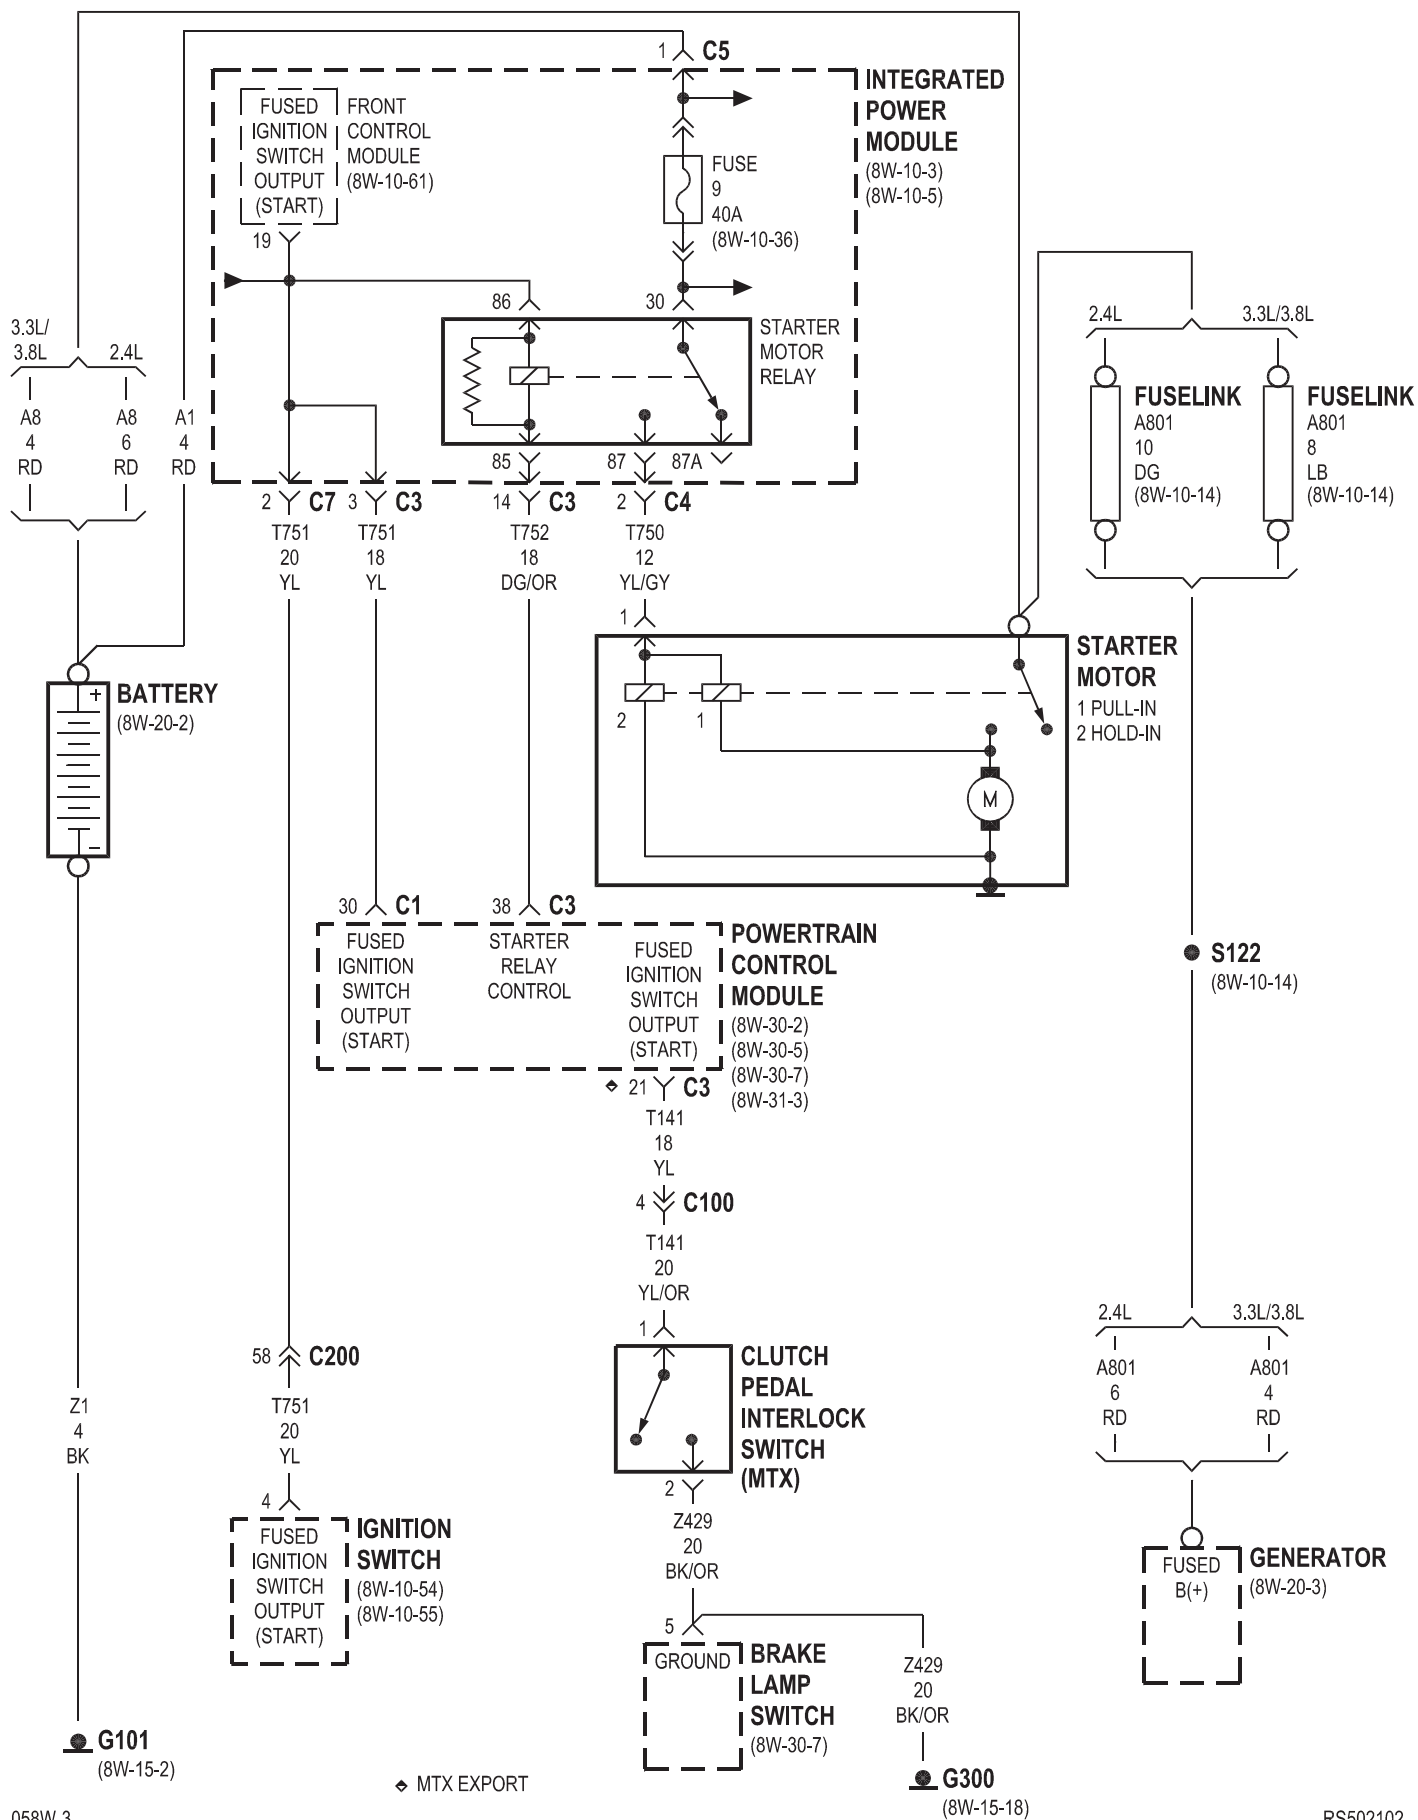 1 C5
INTEGRATED
POWER
MODULE
(8W-10-3)
(8W-10-5)
FUSED
IGNITION
SWITCH
OUTPUT
(START)
FRONT
CONTROL
MODULE
(8W-10-61)
19
FUSE
9
40A
(8W-10-36)
86
30
STARTER
MOTOR
RELAY
85
87
87A
3.3L/
3.8L
2.4L
A8
4
RD
A8
6
RD
A1
4
RD
2.4L
3.3L/3.8L
FUSELINK
A801
10
DG
(8W-10-14)
FUSELINK
A801
8
LB
(8W-10-14)
2 C7
3 C3
14 C3
2 C4
T751
20
YL
T751
18
YL
T752
18
DG/OR
T750
12
YL/GY
1
STARTER
MOTOR
1 PULL-IN
2 HOLD-IN
2
1
M
+
BATTERY
(8W-20-2)
–
30 C1
38 C3
FUSED
IGNITION
SWITCH
OUTPUT
(START)
STARTER
RELAY
CONTROL
FUSED
IGNITION
SWITCH
OUTPUT
(START)
POWERTRAIN
CONTROL
MODULE
(8W-30-2)
(8W-30-5)
(8W-30-7)
(8W-31-3)
S122
(8W-10-14)
21 C3
T141
18
YL
4 C100
T141
20
YL/OR
1
CLUTCH
PEDAL
INTERLOCK
SWITCH
(MTX)
2
Z429
20
BK/OR
58 C200
T751
20
YL
4
FUSED
IGNITION
SWITCH
OUTPUT
(START)
IGNITION
SWITCH
(8W-10-54)
(8W-10-55)
Z1
4
BK
G101
(8W-15-2)
2.4L
3.3L/3.8L
A801
6
RD
A801
4
RD
FUSED
B(+)
GENERATOR
(8W-20-3)
5
GROUND
BRAKE
LAMP
SWITCH
(8W-30-7)
Z429
20
BK/OR
G300
(8W-15-18)
MTX EXPORT
058W-3
RS502102